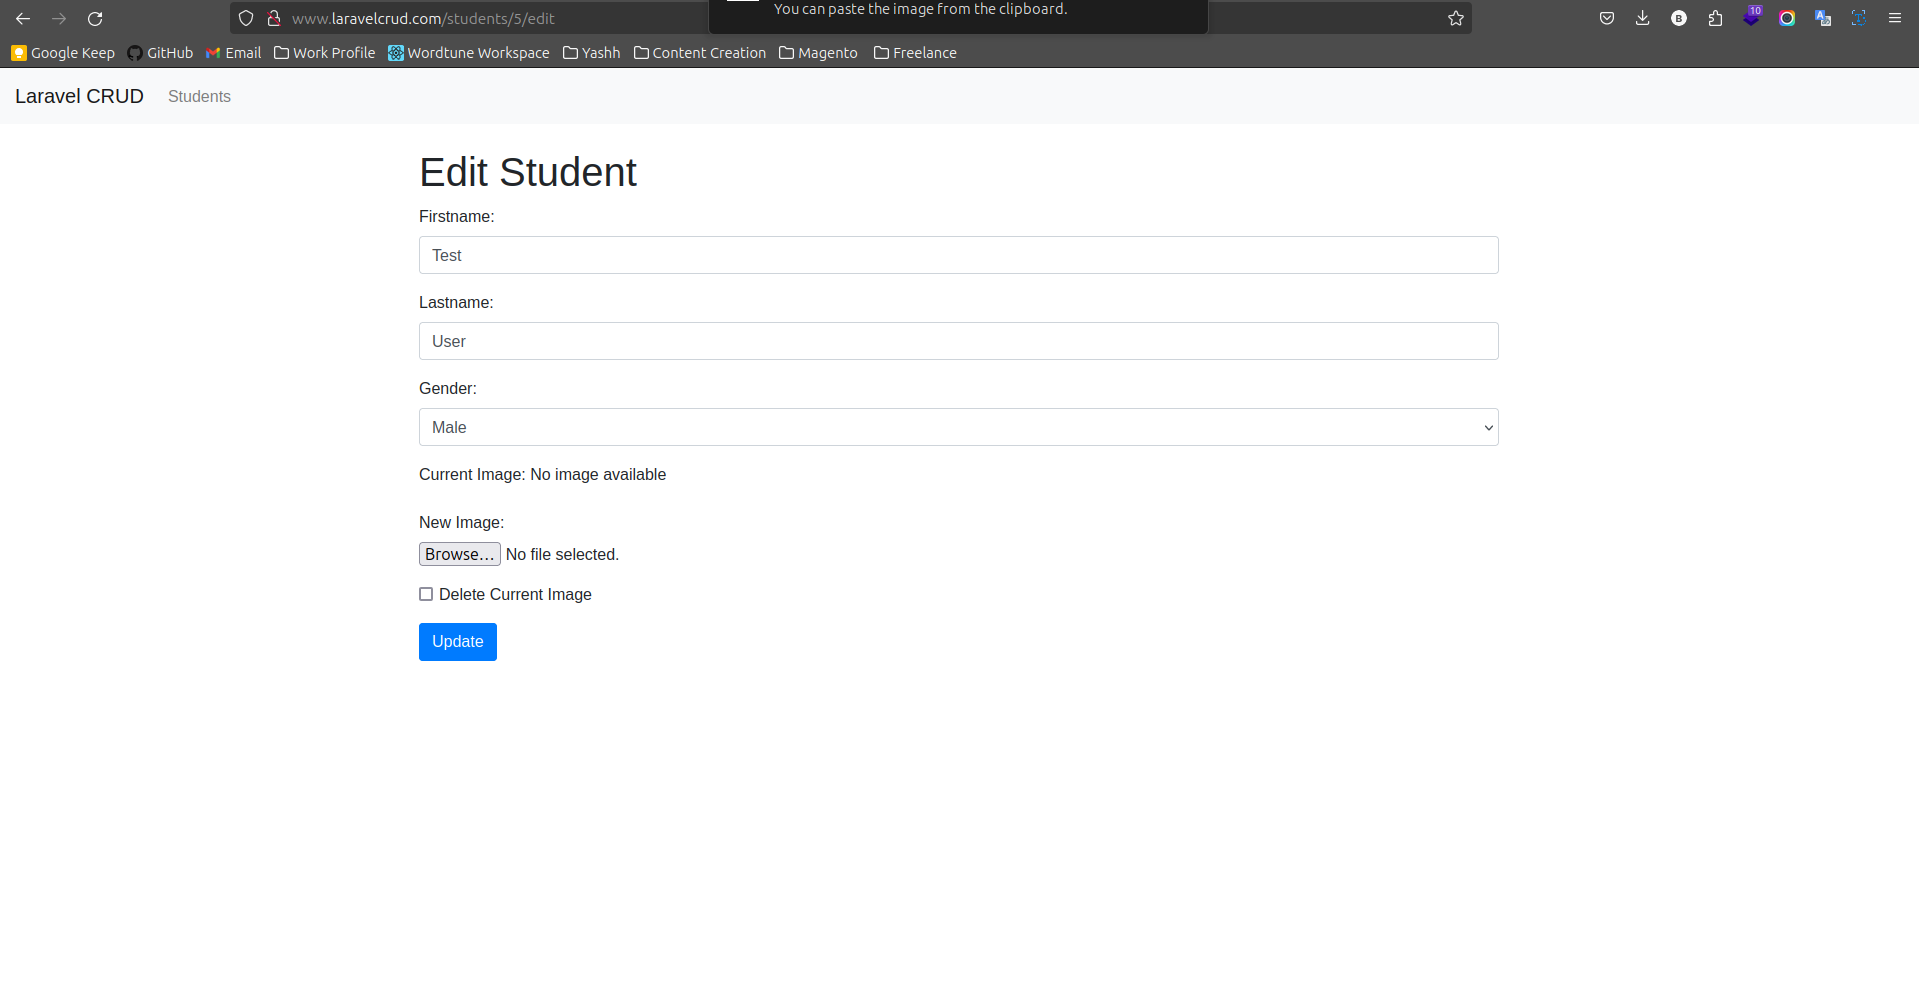 www.laravelcrud.com/students/5/edit
You can paste the image from the clipboard.
B
10
Google Keep GitHub Email Work Profile Wordtune Workspace Yashh Content Creation Magento Freelance
Laravel CRUD Students
Edit Student
Firstname:
Test
Lastname:
User
Gender:
Male
Current Image: No image available
New Image:
Browse... No file selected.
Delete Current Image
Update